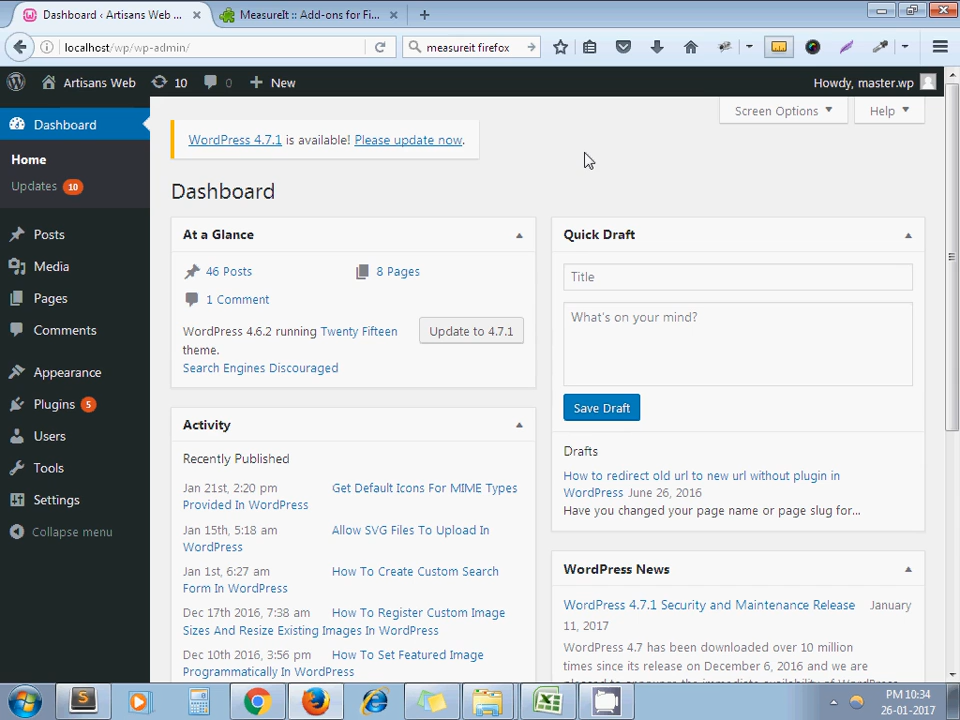 Dashboard ‹ Artisans Web ...
MeasureIt :: Add-ons for Fi...
localhost/wp/wp-admin/
measureit firefox
Artisans Web
10
0
New
Howdy, master.wp
Dashboard
Home
Updates 10
Posts
Media
Pages
Comments
Appearance
Plugins 5
Users
Tools
Settings
Collapse menu
Screen Options
Help
WordPress 4.7.1 is available! Please update now.
Dashboard
At a Glance
46 Posts
8 Pages
1 Comment
WordPress 4.6.2 running Twenty Fifteen
theme.
Update to 4.7.1
Search Engines Discouraged
Activity
Recently Published
Jan 21st, 2:20 pm Get Default Icons For MIME Types
Provided In WordPress
Jan 15th, 5:18 am Allow SVG Files To Upload In
WordPress
Jan 1st, 6:27 am How To Create Custom Search
Form In WordPress
Dec 17th 2016, 7:38 am How To Register Custom Image
Sizes And Resize Existing Images In WordPress
Dec 10th 2016, 3:56 pm How To Set Featured Image
Programmatically In WordPress
Quick Draft
Title
What's on your mind?
Save Draft
Drafts
How to redirect old url to new url without plugin in
WordPress June 26, 2016
Have you changed your page name or page slug for...
WordPress News
WordPress 4.7.1 Security and Maintenance Release January
11, 2017
WordPress 4.7 has been downloaded over 10 million
times since its release on December 6, 2016 and we are
PM 10:34
26-01-2017